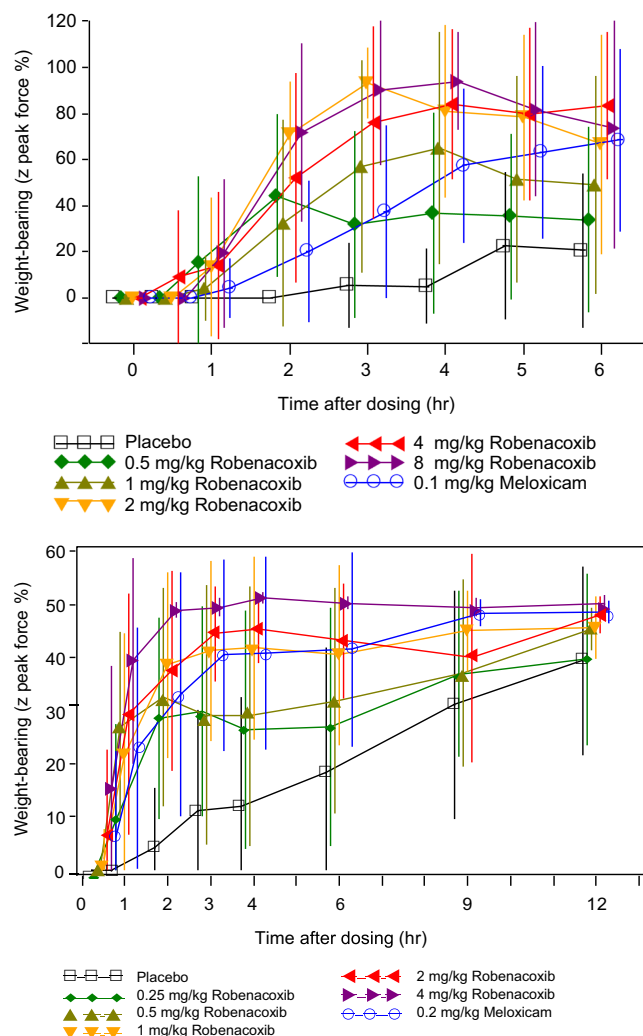 120
100
80
60
40
20
0
Weight-bearing (z peak force %)
0 1 2 3 4 5 6
Time after dosing (hr)
Placebo
0.5 mg/kg Robenacoxib
1 mg/kg Robenacoxib
2 mg/kg Robenacoxib
4 mg/kg Robenacoxib
8 mg/kg Robenacoxib
0.1 mg/kg Meloxicam
60
50
40
30
20
10
0
Weight-bearing (z peak force %)
0 1 2 3 4 6 9 12
Time after dosing (hr)
Placebo
0.25 mg/kg Robenacoxib
0.5 mg/kg Robenacoxib
1 mg/kg Robenacoxib
2 mg/kg Robenacoxib
4 mg/kg Robenacoxib
0.2 mg/kg Meloxicam